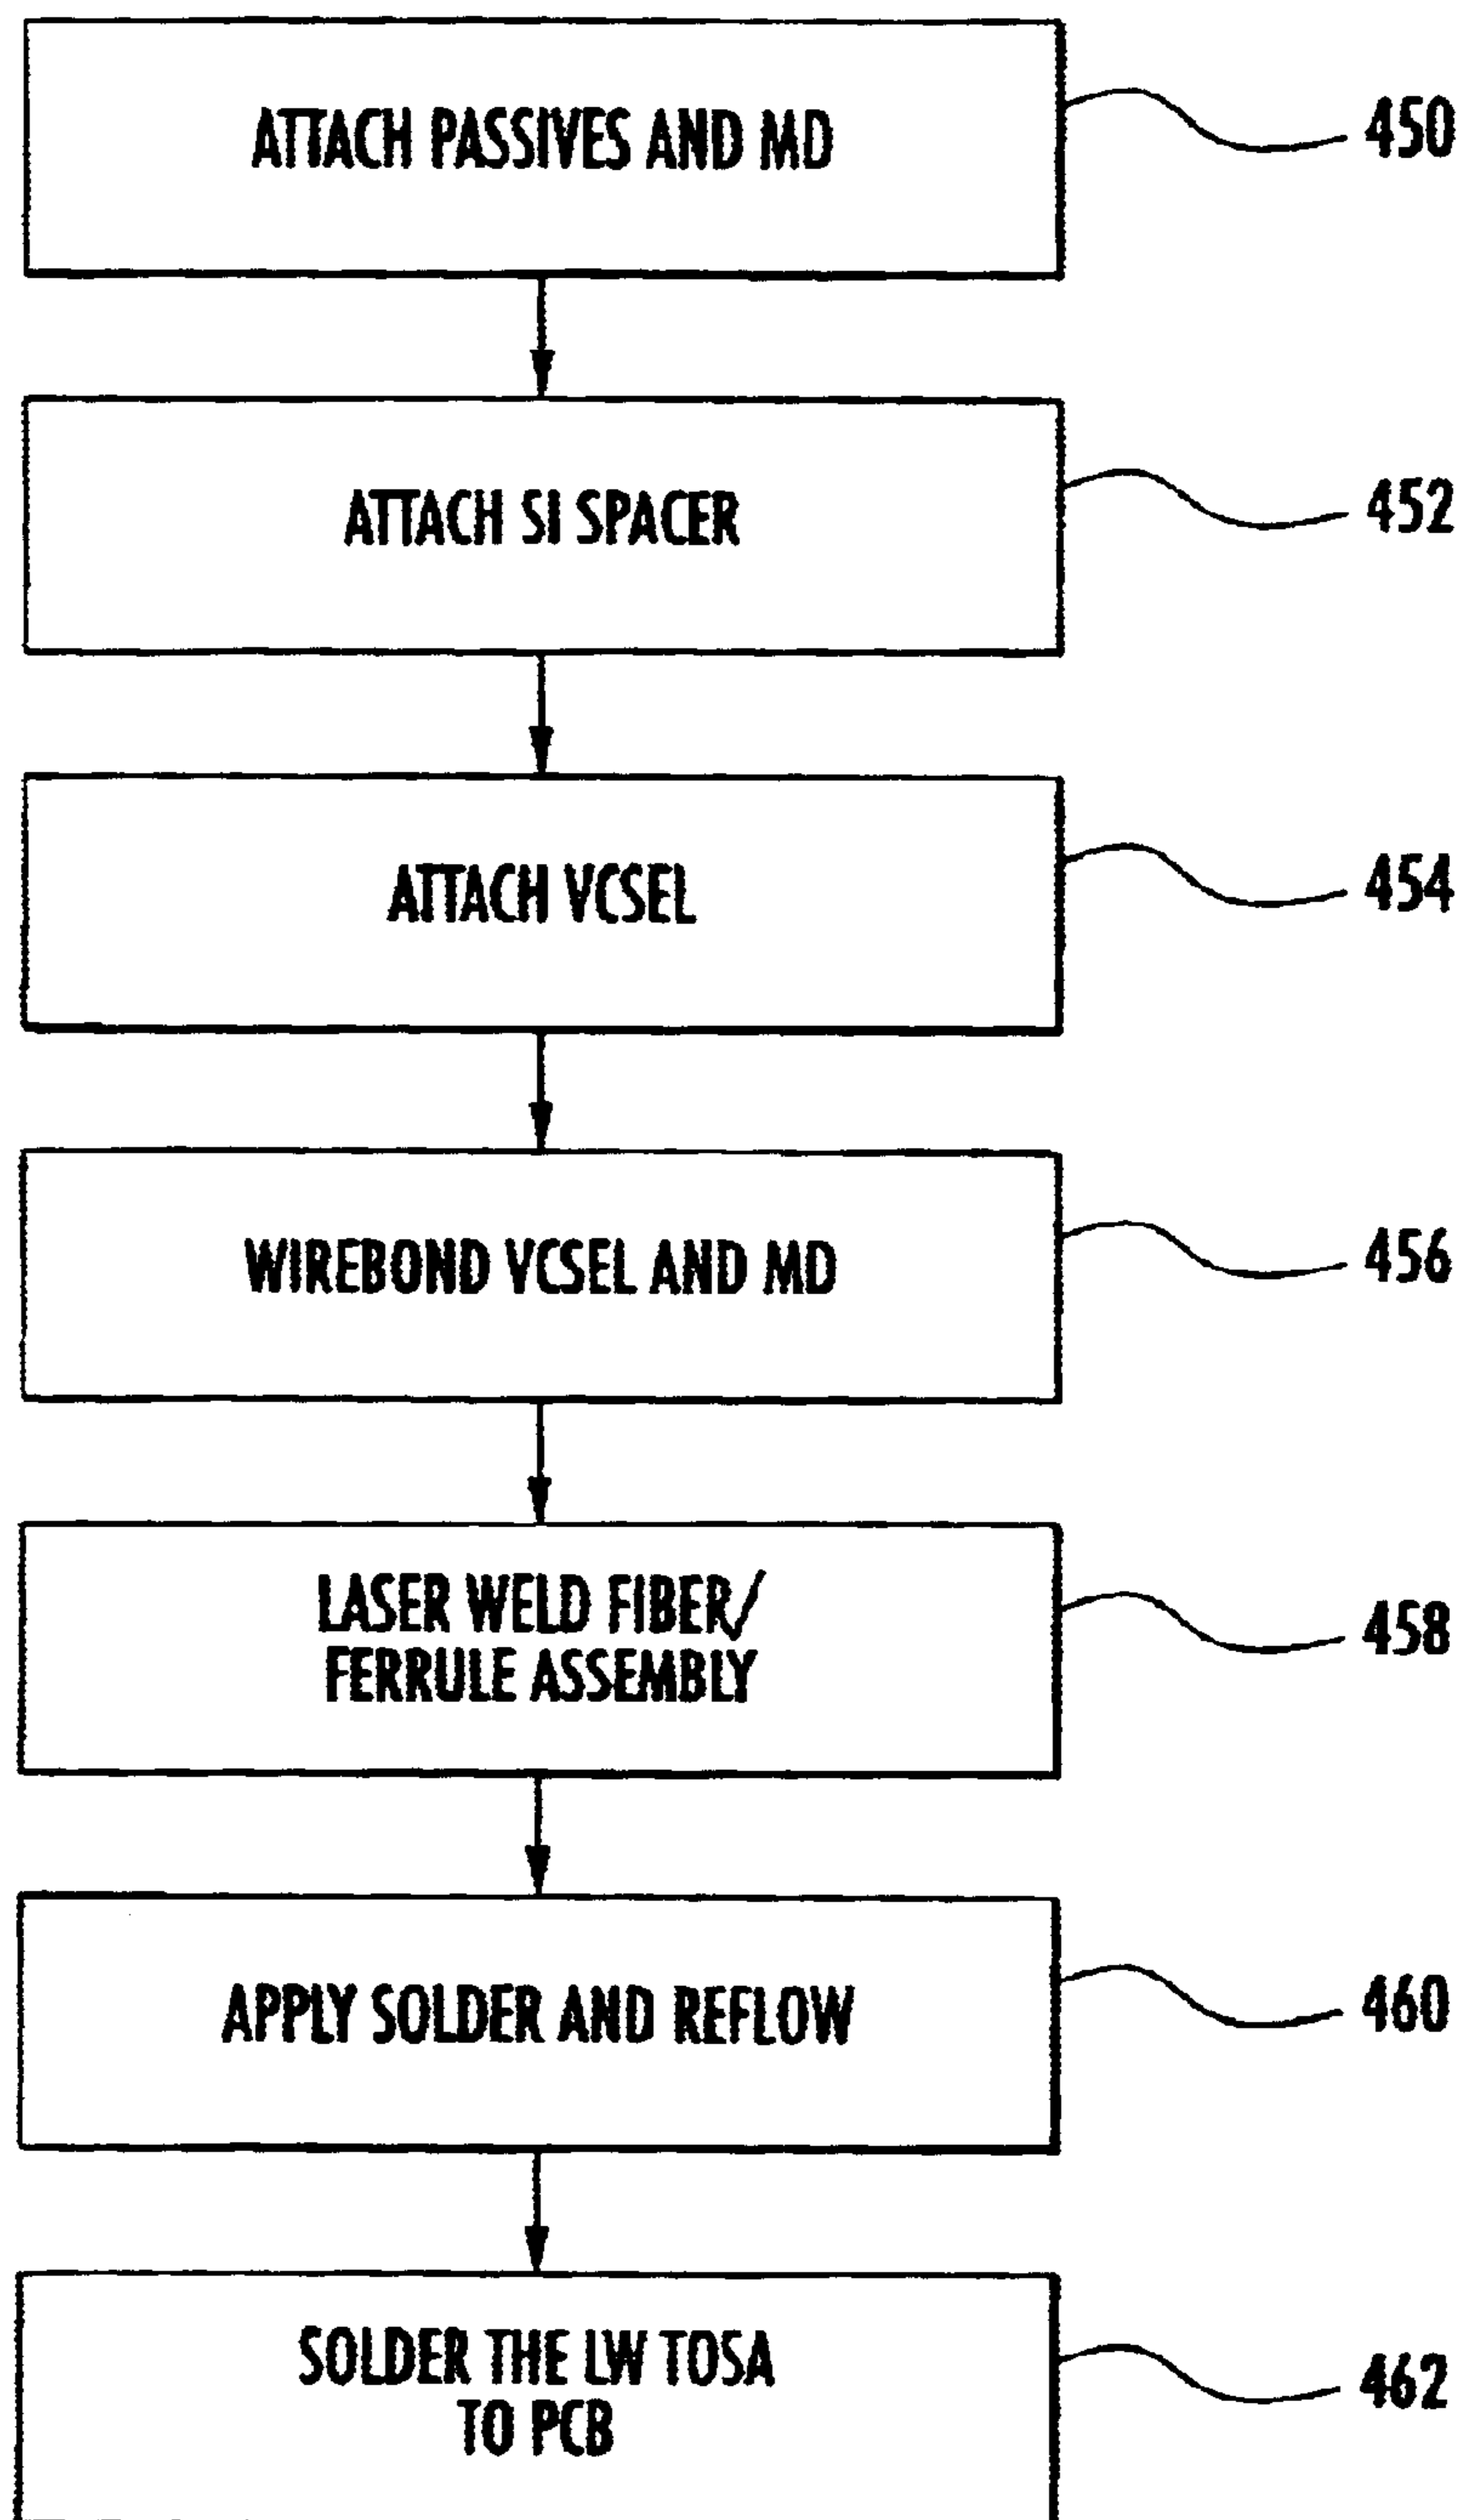 ATTACH PASSIVES AND MD
450
ATTACH SI SPACER
452
ATTACH VCSEL
454
WIREBOND VCSEL AND MD
456
LASER WELD FIBER/
FERRULE ASSEMBLY
458
APPLY SOLDER AND REFLOW
460
SOLDER THE LW TOSA
TO PCB
462